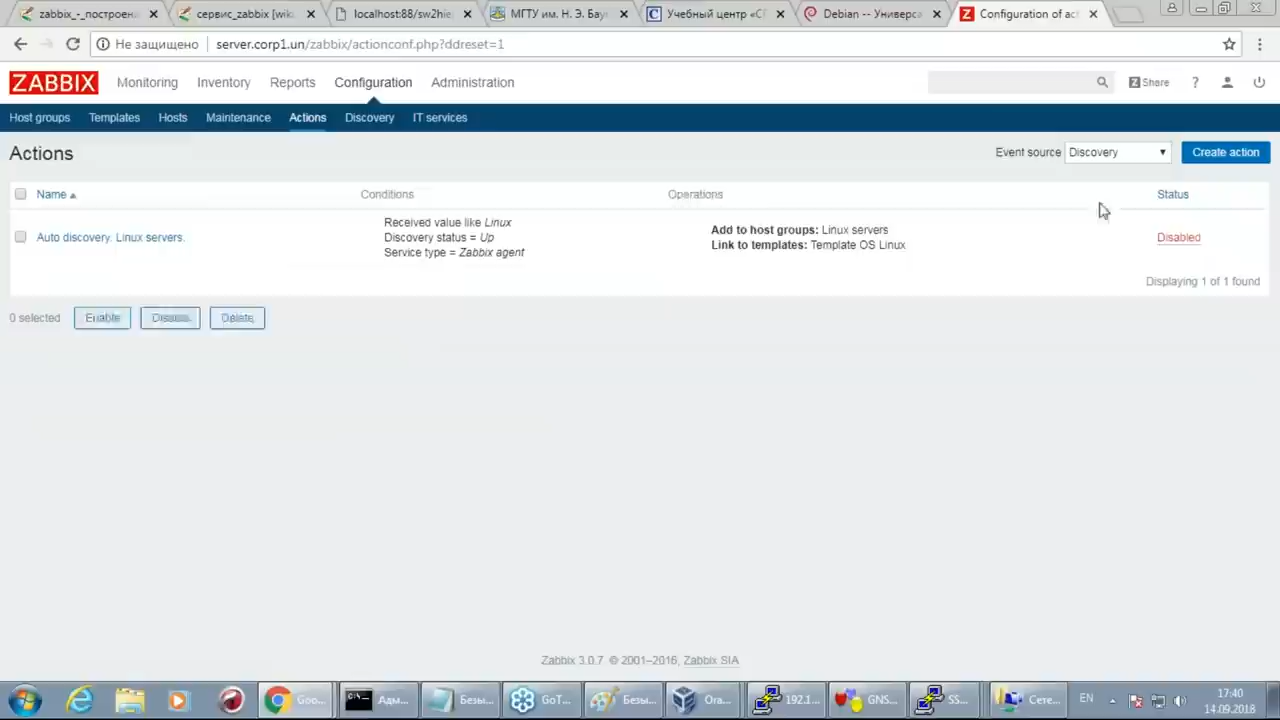 zabbix_-_построени
сервис_zabbix [wiki
localhost:88/sw2hie
МГТУ им. Н. Э. Баум
Учебный центр «СП
Debian -- Универса
Configuration of ac
Не защищено
server.corp1.un/zabbix/actionconf.php?ddreset=1
ZABBIX
Monitoring
Inventory
Reports
Configuration
Administration
Share
?
Host groups
Templates
Hosts
Maintenance
Actions
Discovery
IT services
Actions
Event source
Discovery
Create action
Name
Conditions
Operations
Status
Auto discovery. Linux servers.
Received value like Linux
Discovery status = Up
Service type = Zabbix agent
Add to host groups: Linux servers
Link to templates: Template OS Linux
Disabled
Displaying 1 of 1 found
0 selected
Enable
Disable
Delete
Zabbix 3.0.7. © 2001–2016, Zabbix SIA
Goo...
Адм...
Безы...
GoT...
Безы...
Ora...
192.1...
GNS...
SS...
Сете...
EN
17:40
14.09.2018